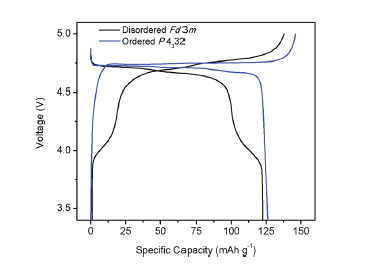 Disordered Fd3m
Ordered P4₃32
5.0
4.5
4.0
3.5
Voltage (V)
0 25 50 75 100 125 150
Specific Capacity (mAh g⁻¹)